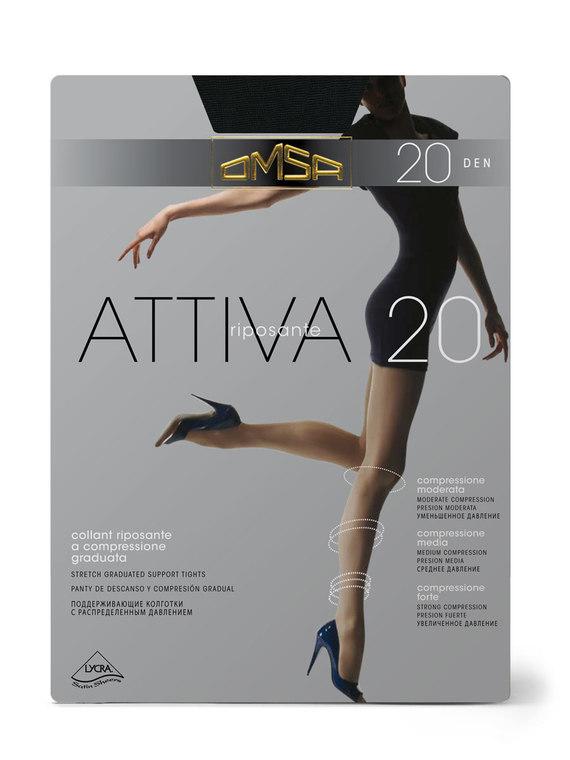 OMSA
20 DEN
ATTIVA 20
riposante
compressione
moderata
MODERATE COMPRESSION
PRESION MODERATA
УМЕНЬШЕННОЕ ДАВЛЕНИЕ
compressione
media
MEDIUM COMPRESSION
PRESION MEDIA
СРЕДНЕЕ ДАВЛЕНИЕ
compressione
forte
STRONG COMPRESSION
PRESION FUERTE
УВЕЛИЧЕННОЕ ДАВЛЕНИЕ
collant riposante
a compressione
graduata
STRETCH GRADUATED SUPPORT TIGHTS
PANTY DE DESCANSO Y COMPRESIÓN GRADUAL
ПОДДЕРЖИВАЮЩИЕ КОЛГОТКИ
С РАСПРЕДЕЛЕННЫМ ДАВЛЕНИЕМ
LYCRA
Satin Sheers